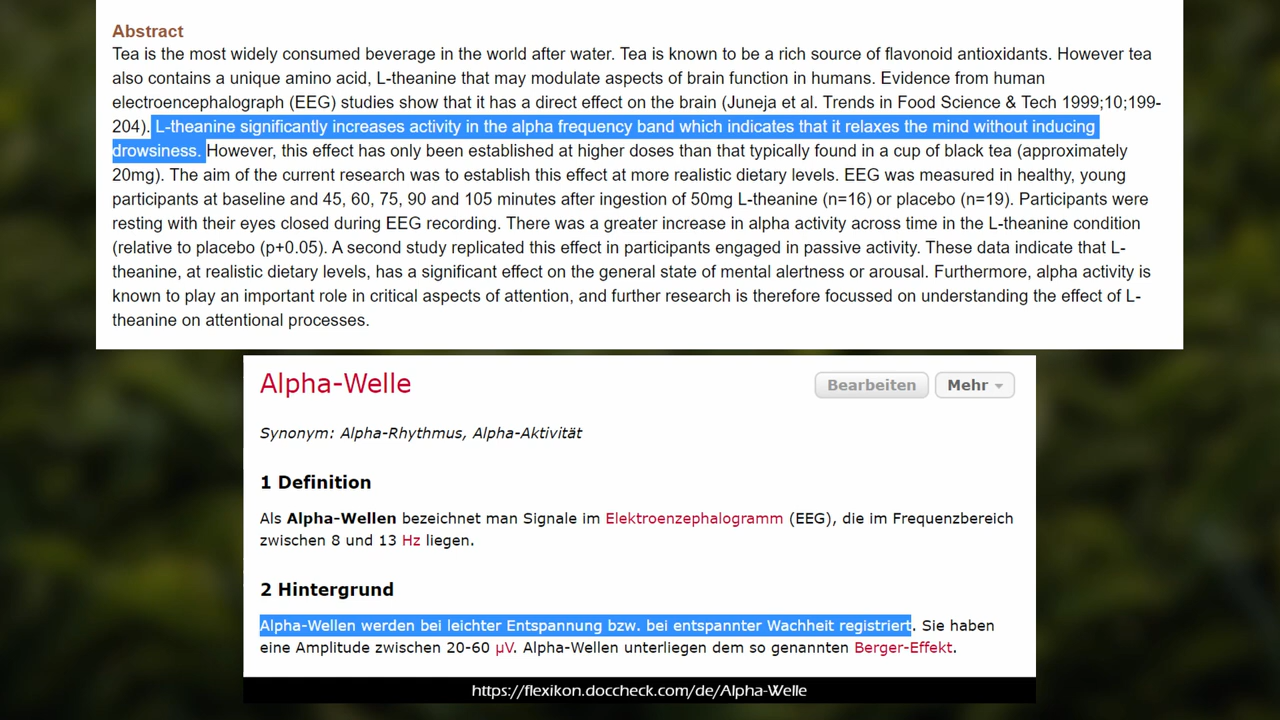 Abstract
Tea is the most widely consumed beverage in the world after water. Tea is known to be a rich source of flavonoid antioxidants. However tea
also contains a unique amino acid, L-theanine that may modulate aspects of brain function in humans. Evidence from human
electroencephalograph (EEG) studies show that it has a direct effect on the brain (Juneja et al. Trends in Food Science & Tech 1999;10;199-
204). L-theanine significantly increases activity in the alpha frequency band which indicates that it relaxes the mind without inducing
drowsiness. However, this effect has only been established at higher doses than that typically found in a cup of black tea (approximately
20mg). The aim of the current research was to establish this effect at more realistic dietary levels. EEG was measured in healthy, young
participants at baseline and 45, 60, 75, 90 and 105 minutes after ingestion of 50mg L-theanine (n=16) or placebo (n=19). Participants were
resting with their eyes closed during EEG recording. There was a greater increase in alpha activity across time in the L-theanine condition
(relative to placebo (p+0.05). A second study replicated this effect in participants engaged in passive activity. These data indicate that L-
theanine, at realistic dietary levels, has a significant effect on the general state of mental alertness or arousal. Furthermore, alpha activity is
known to play an important role in critical aspects of attention, and further research is therefore focussed on understanding the effect of L-
theanine on attentional processes.
Alpha-Welle
Bearbeiten Mehr
Synonym: Alpha-Rhythmus, Alpha-Aktivität
1 Definition
Als Alpha-Wellen bezeichnet man Signale im Elektroenzephalogramm (EEG), die im Frequenzbereich
zwischen 8 und 13 Hz liegen.
2 Hintergrund
Alpha-Wellen werden bei leichter Entspannung bzw. bei entspannter Wachheit registriert. Sie haben
eine Amplitude zwischen 20-60 µV. Alpha-Wellen unterliegen dem so genannten Berger-Effekt.
https://flexikon.doccheck.com/de/Alpha-Welle